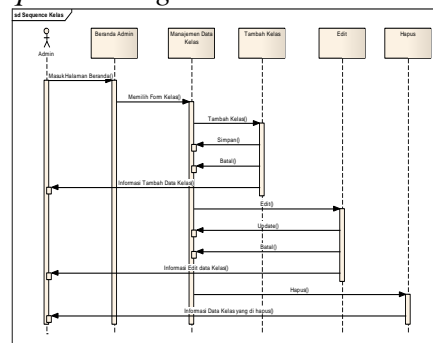 sd Sequence Kelas
Admin
Beranda Admin
Manajemen Data
Kelas
Tambah Kelas
Edit
Hapus
Masuk Halaman Beranda()
Memilih Form Kelas()
Tambah Kelas()
Simpan()
Batal()
Informasi Tambah Data Kelas()
Edit()
Update()
Batal()
Informasi Edit data Kelas()
Hapus()
Informasi Data Kelas yang di hapus()